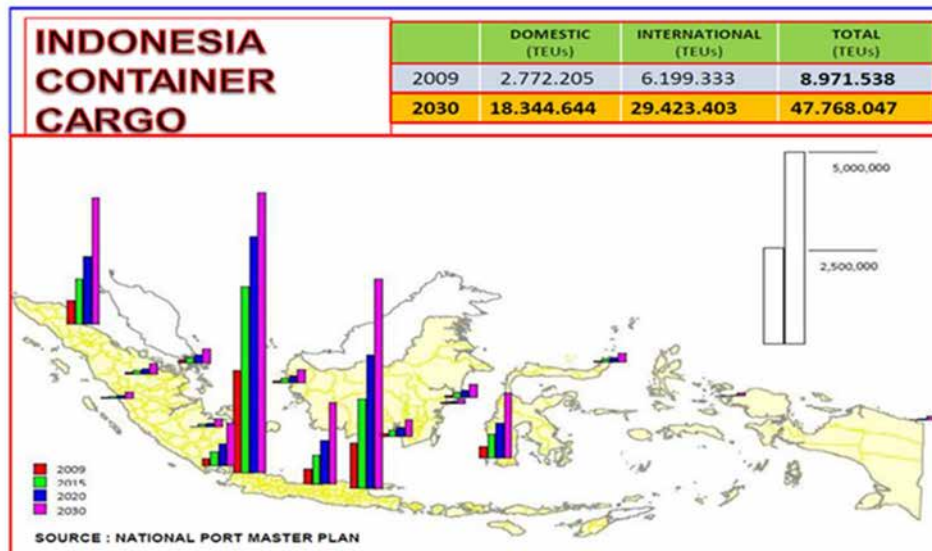 INDONESIA
CONTAINER
CARGO
DOMESTIC INTERNATIONAL TOTAL
(TEUs) (TEUs) (TEUs)
2009 2.772.205 6.199.333 8.971.538
2030 18.344.644 29.423.403 47.768.047
5,000,000
2,500,000
2009
2015
2020
2030
SOURCE : NATIONAL PORT MASTER PLAN